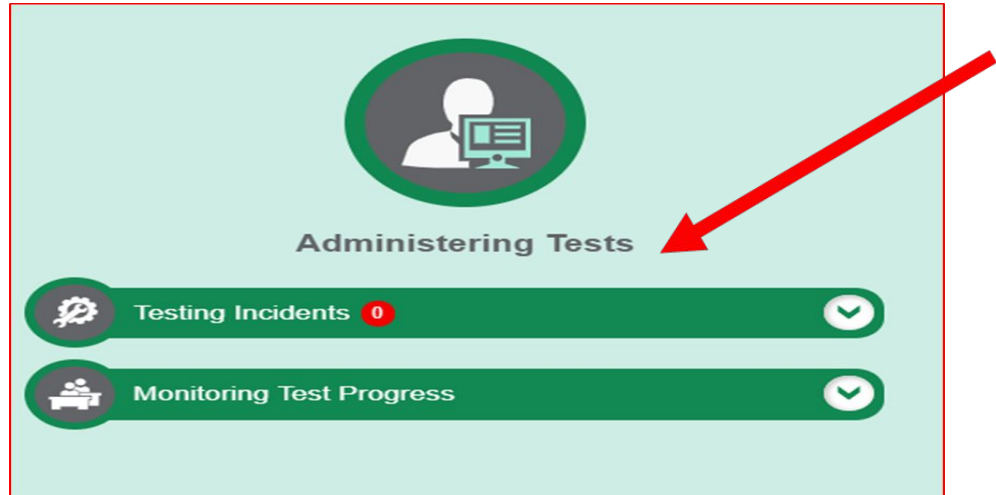 Administering Tests
Testing Incidents 0
Monitoring Test Progress